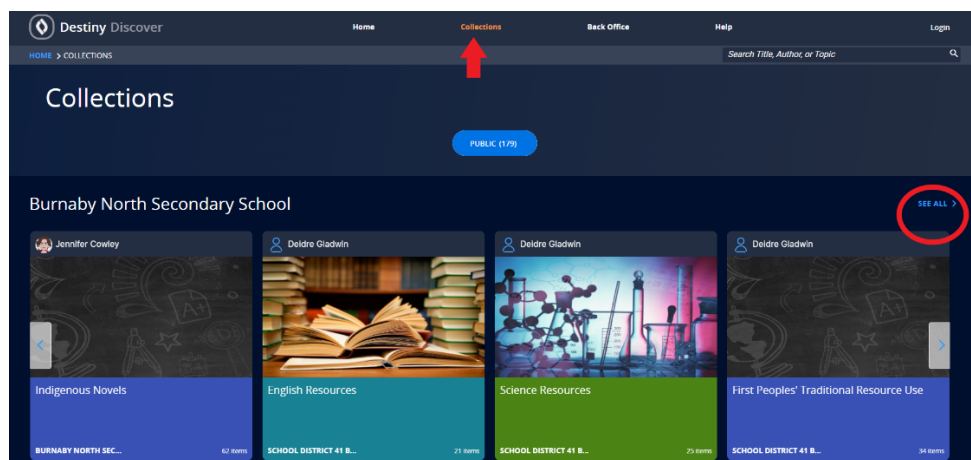 Destiny Discover
Home
Collections
Back Office
Help
Login
HOME > COLLECTIONS
Search Title, Author, or Topic
Collections
PUBLIC (179)
Burnaby North Secondary School
SEE ALL >
Jennifer Cowley
Deidre Gladwin
Deidre Gladwin
Deidre Gladwin
A+
A+
Indigenous Novels
English Resources
Science Resources
First Peoples' Traditional Resource Use
BURNABY NORTH SEC...
62 items
SCHOOL DISTRICT 41 B...
21 items
SCHOOL DISTRICT 41 B...
25 items
SCHOOL DISTRICT 41 B...
34 items